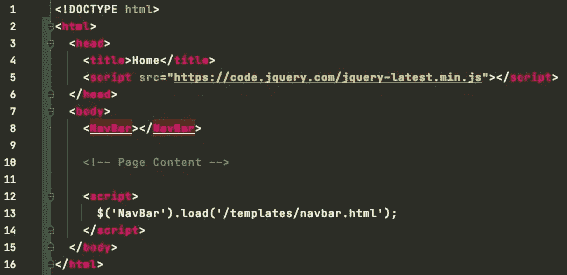 1 <!DOCTYPE html>
2 <html>
3 <head>
4 <title>Home</title>
5 <script src="https://code.jquery.com/jquery-latest.min.js"></script>
6 </head>
7 <body>
8 <NavBar></NavBar>
9
10 <!-- Page Content -->
11
12 <script>
13 $('NavBar').load('/templates/navbar.html');
14 </script>
15 </body>
16 </html>